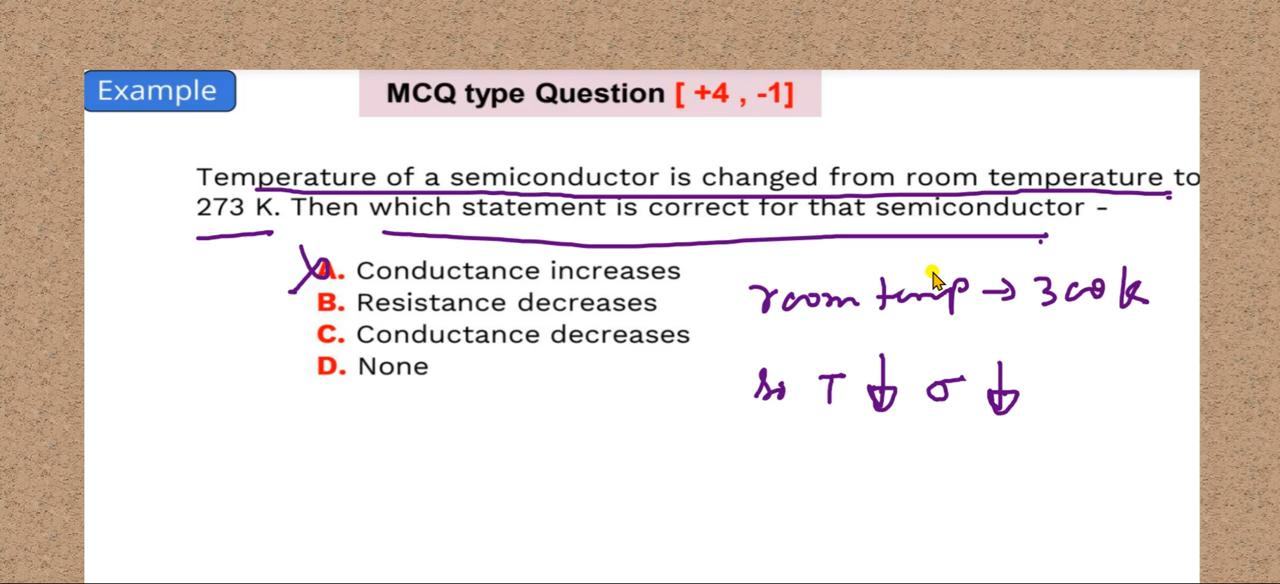 Example
MCQ type Question [ +4 , -1]
Temperature of a semiconductor is changed from room temperature to
273 K. Then which statement is correct for that semiconductor -
A. Conductance increases
B. Resistance decreases
C. Conductance decreases
D. None
room temp → 300 K
so T ↓ σ ↓